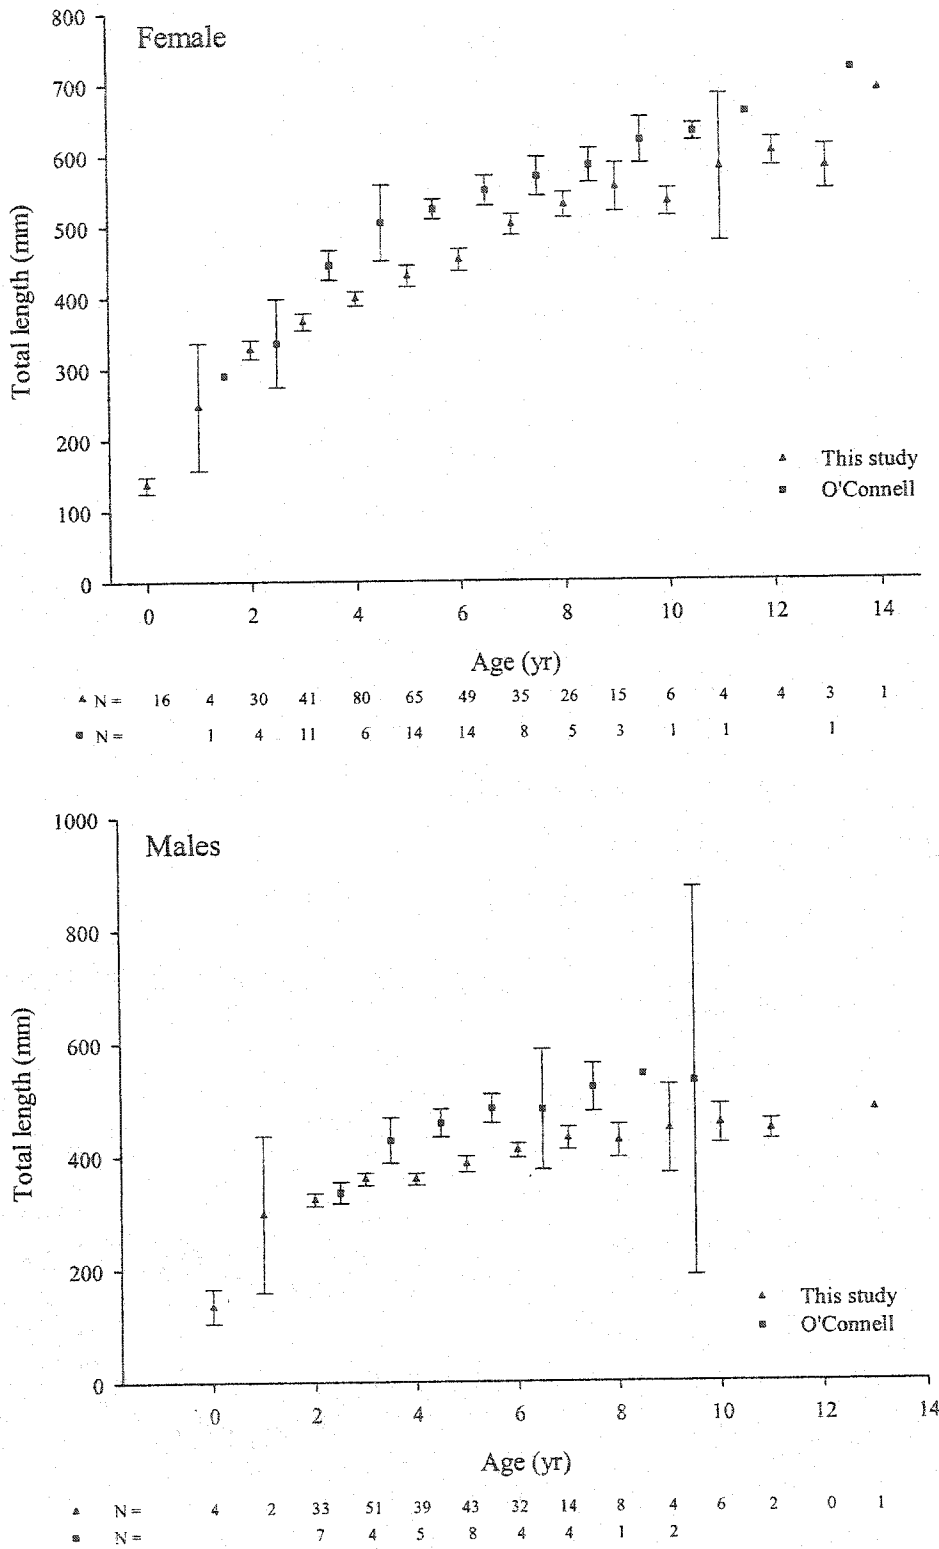 800
Female
700
600
500
400
300
200
100
0
Total length (mm)
This study
O'Connell
0 2 4 6 8 10 12 14
Age (yr)
N = 16 4 30 41 80 65 49 35 26 15 6 4 4 3 1
N = 1 4 11 6 14 14 8 5 3 1 1 1
1000
Males
800
600
400
200
0
Total length (mm)
This study
O'Connell
0 2 4 6 8 10 12 14
Age (yr)
N = 4 2 33 51 39 43 32 14 8 4 6 2 0 1
N = 7 4 5 8 4 4 1 2